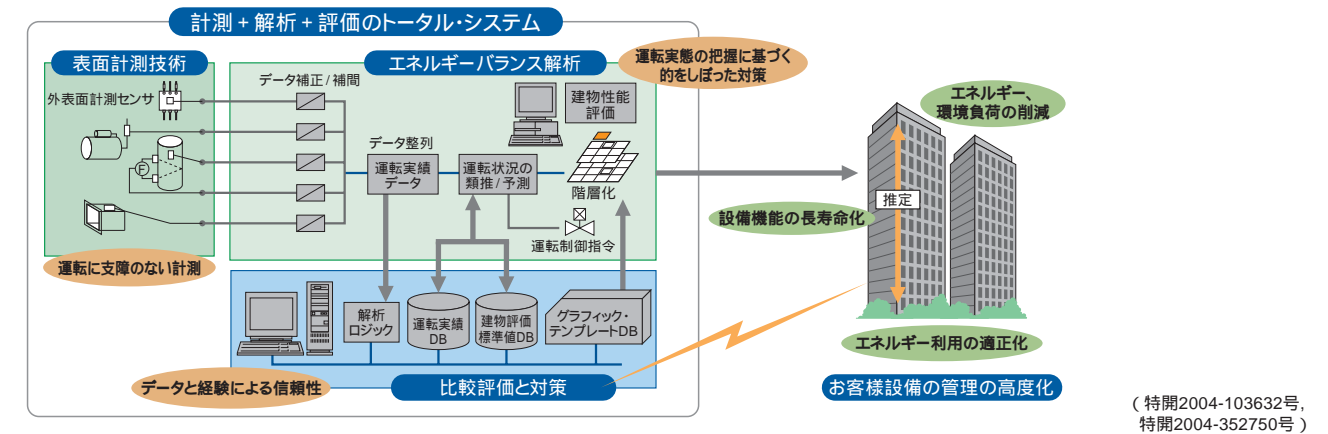 計測+解析+評価のトータル・システム
表面計測技術
外表面計測センサ
F
運転に支障のない計測
エネルギーバランス解析
データ補正/補間
データ整列
運転実績
データ
運転状況の
類推/予測
建物性能
評価
階層化
運転制御指令
運転実態の把握に基づく
的をしぼった対策
解析
ロジック
運転実績
DB
建物評価
標準値DB
グラフィック・
テンプレートDB
データと経験による信頼性
比較評価と対策
エネルギー、
環境負荷の削減
推定
設備機能の長寿命化
エネルギー利用の適正化
お客様設備の管理の高度化
(特開2004-103632号,
特開2004-352750号)